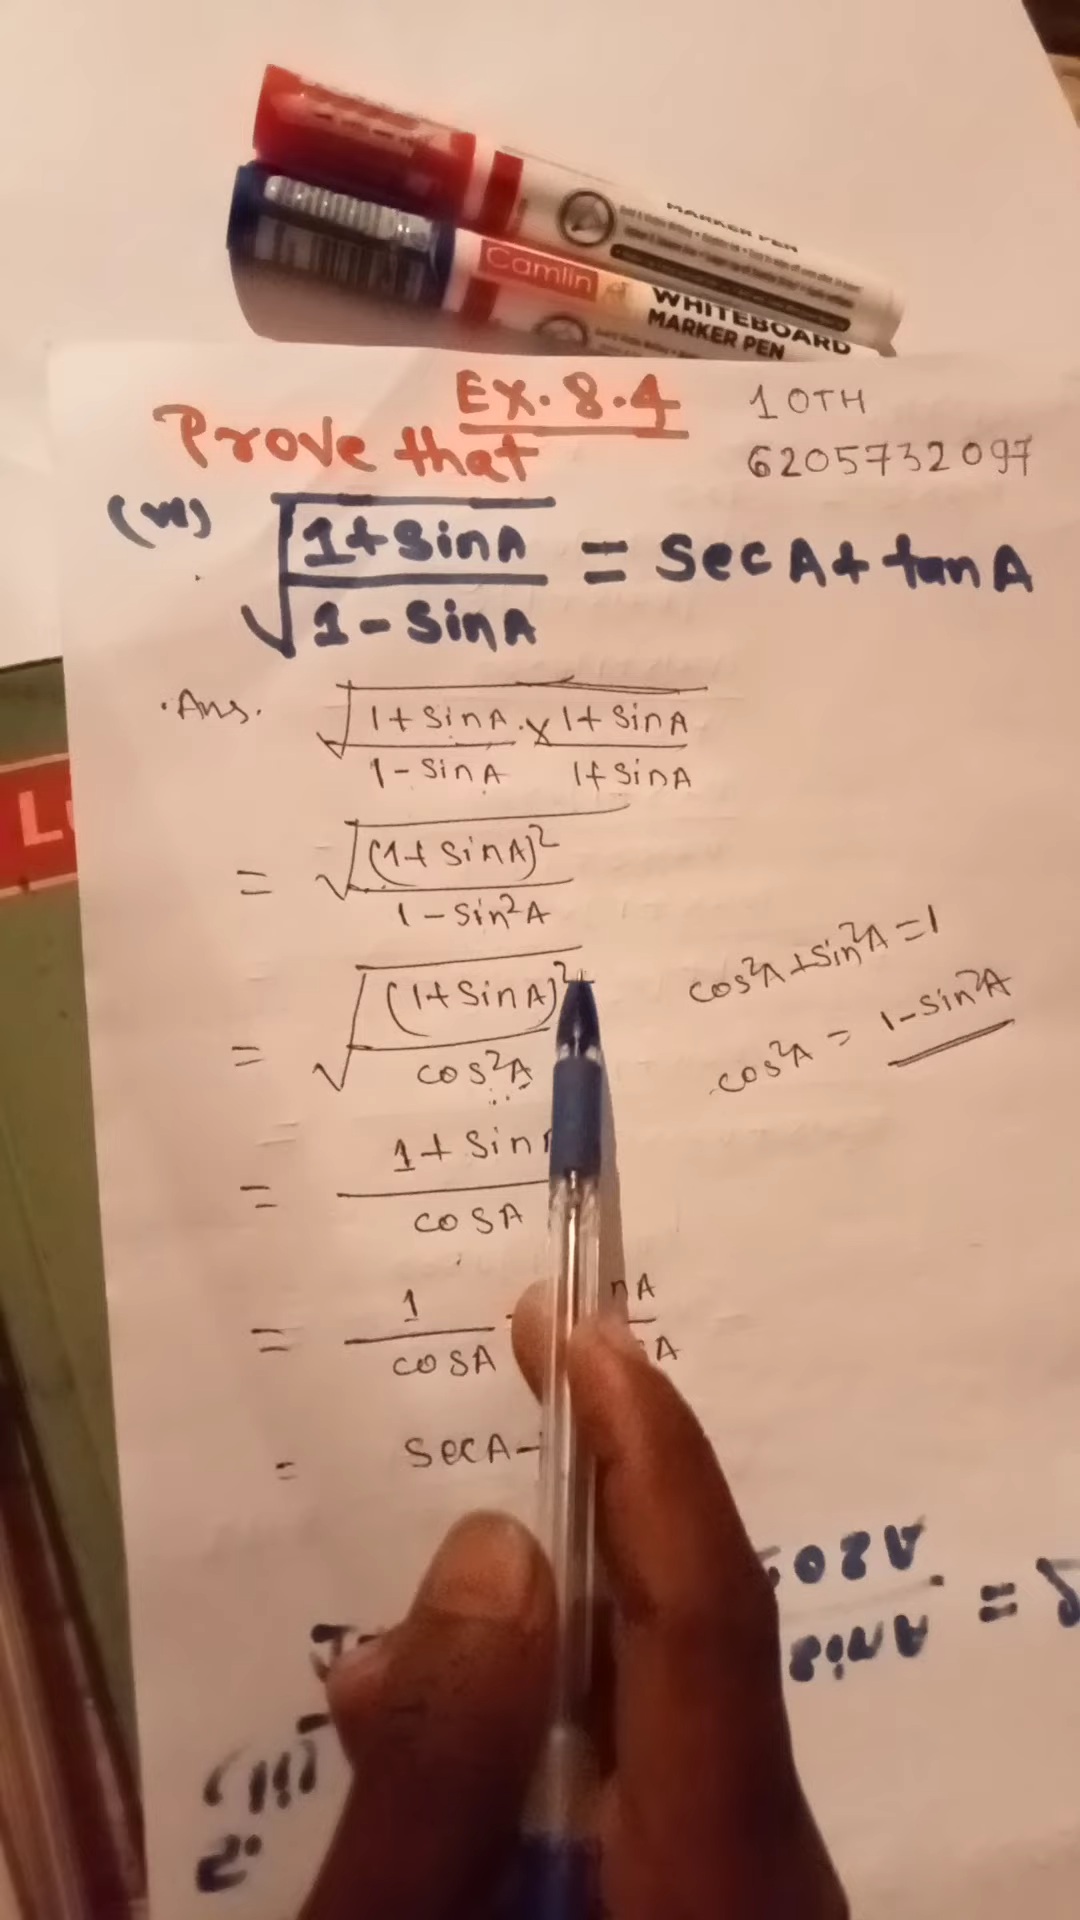 MARKER PEN
Camlin
WHITEBOARD
MARKER PEN
Ex. 8.4
10TH
Prove that
6205732097
√(1+sinA / 1-sinA) = secA + tanA
Ans. √(1+sinA / 1-sinA × 1+sinA / 1+sinA)
= √((1+sinA)² / 1-sin²A)
cos²A+sin²A=1
= √((1+sinA)² / cos²A)
cos²A = 1-sin²A
= 1+sin / cosA
= 1 / cosA
= secA